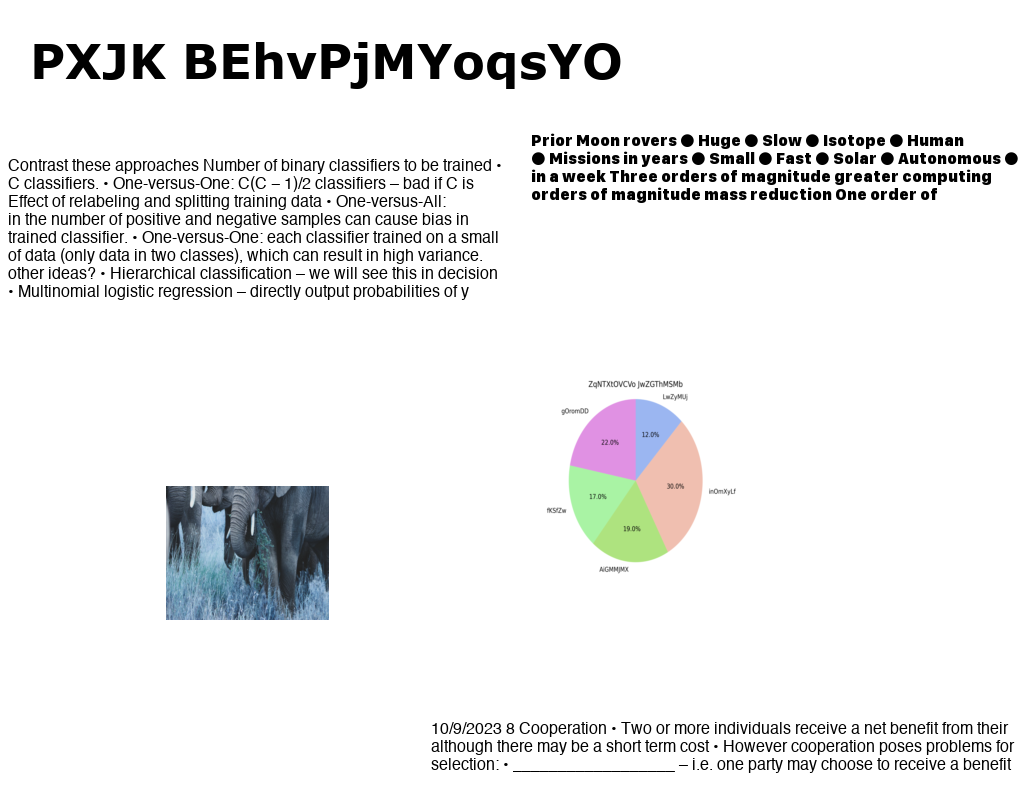 PXJK BEhvPjMYoqsYO
Contrast these approaches Number of binary classifiers to be trained •
C classifiers. • One-versus-One: C(C – 1)/2 classifiers – bad if C is
Effect of relabeling and splitting training data • One-versus-All:
in the number of positive and negative samples can cause bias in
trained classifier. • One-versus-One: each classifier trained on a small
of data (only data in two classes), which can result in high variance.
other ideas? • Hierarchical classification – we will see this in decision
• Multinomial logistic regression – directly output probabilities of y
Prior Moon rovers ● Huge ● Slow ● Isotope ● Human
● Missions in years ● Small ● Fast ● Solar ● Autonomous ●
in a week Three orders of magnitude greater computing
orders of magnitude mass reduction One order of
ZqNTXtOVCVo JwZGThMSMb
LwZyMUj
gOromDD
12.0%
22.0%
30.0%
inOmXyLf
17.0%
fKSfZw
19.0%
AiGMMJMX
10/9/2023 8 Cooperation • Two or more individuals receive a net benefit from their
although there may be a short term cost • However cooperation poses problems for
selection: • ___________________ – i.e. one party may choose to receive a benefit